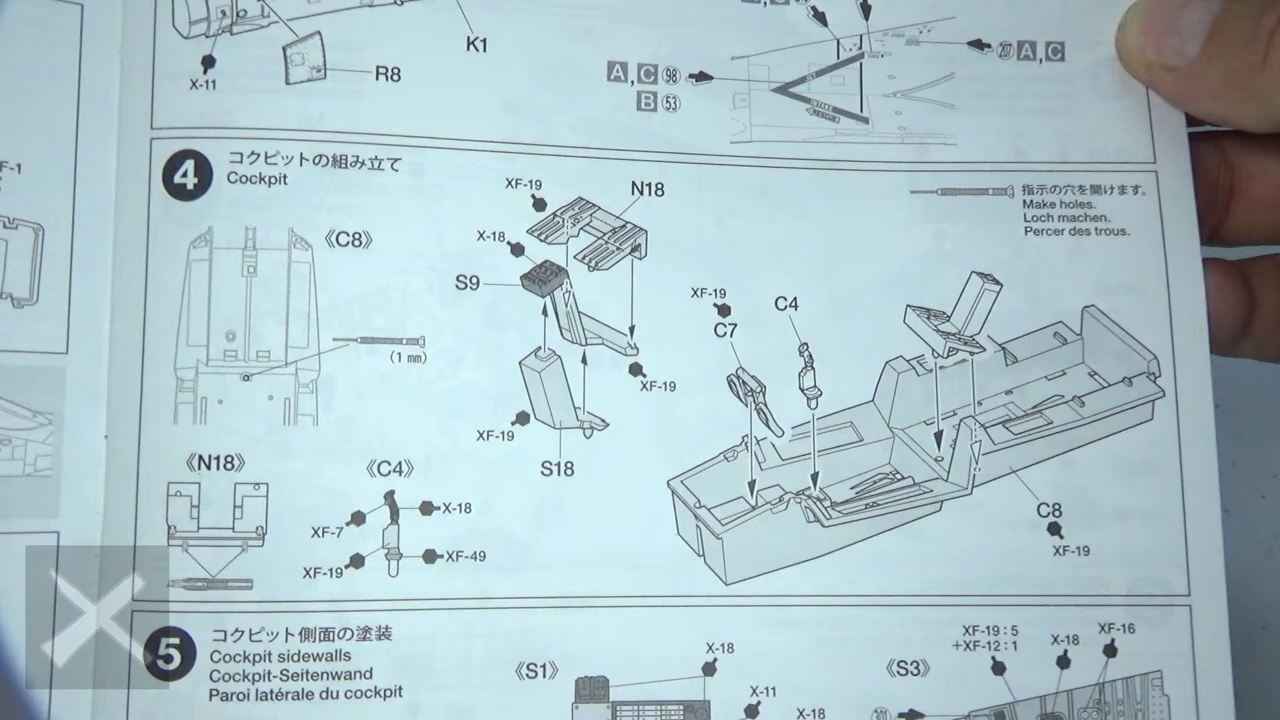 K1
X-11
R8
A, C 98
B 53
207 A, C
INTAKE
F-1
4
コクピットの組み立て
Cockpit
指示の穴を開けます。
Make holes.
Loch machen.
Percer des trous.
《C8》
(1 mm)
XF-19
N18
X-18
S9
XF-19
XF-19
S18
XF-19
C7
C4
C8
XF-19
《N18》
《C4》
XF-7
X-18
XF-19
XF-49
5
コクピット側面の塗装
Cockpit sidewalls
Cockpit-Seitenwand
Paroi latérale du cockpit
《S1》
X-18
X-11
X-18
《S3》
XF-19 : 5
+XF-12 : 1
X-18
XF-16
301